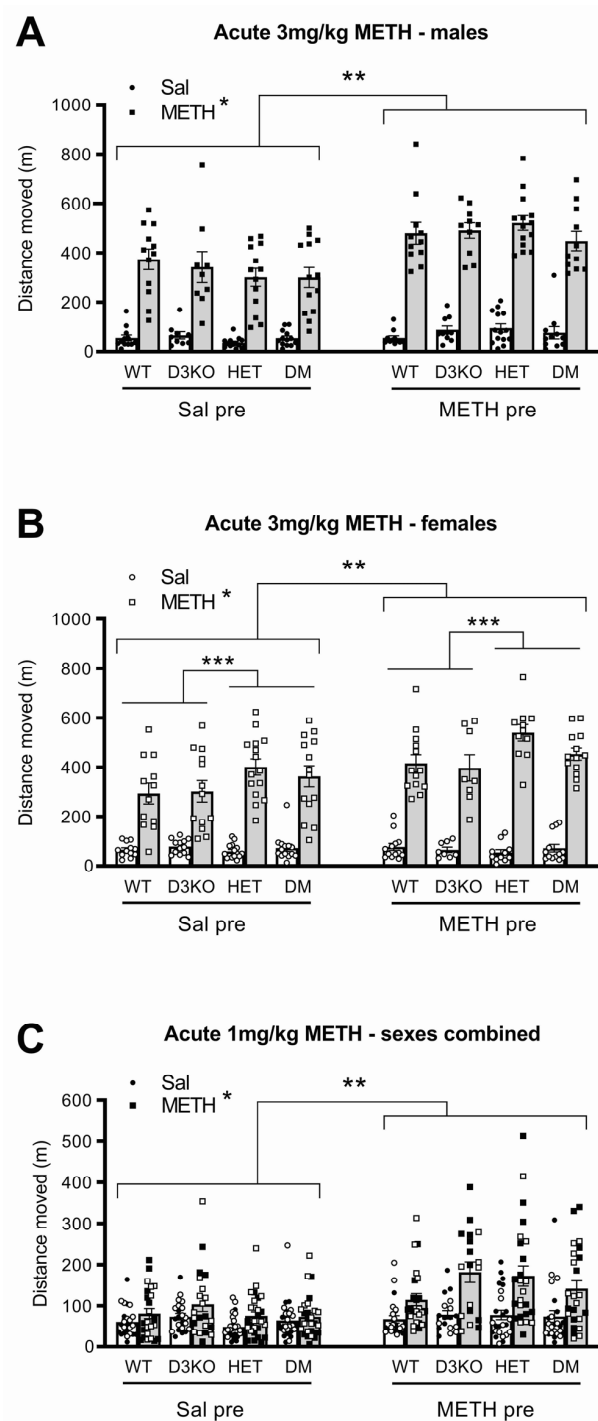 A
Acute 3mg/kg METH - males
Sal
METH *
**
Distance moved (m)
1000
800
600
400
200
0
WT D3KO HET DM WT D3KO HET DM
Sal pre METH pre
B
Acute 3mg/kg METH - females
Sal
METH *
**
***
***
Distance moved (m)
1000
800
600
400
200
0
WT D3KO HET DM WT D3KO HET DM
Sal pre METH pre
C
Acute 1mg/kg METH - sexes combined
Sal
METH *
**
Distance moved (m)
600
500
400
300
200
100
0
WT D3KO HET DM WT D3KO HET DM
Sal pre METH pre